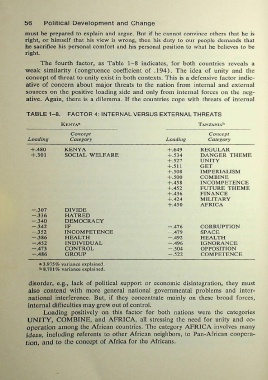 56 Political Development and Change
must be prepared to explain and argue. But if he cannot convince others that he is
right, or himself that his view is wrong, then his duty to our people demands that
he sacrifice his personal comfort and his personal position to what he believes to be
right.
The fourth factor, as Table 1–8 indicates, for both countries reveals a
weak similarity (congruence coefficient of .194). The idea of unity and the
concept of threat to unity exist in both contexts. This is a defensive factor indic-
ative of concern about major threats to the nation from internal and external
sources on the positive loading side and only from internal forces on the neg-
ative. Again, there is a dilemma. If the countries cope with threats of internal
TABLE 1–8. FACTOR 4: INTERNAL VERSUS EXTERNAL THREATS
KENYAa TANZANIAb
Concept Concept
Loading Category Loading Category
+.480 KENYA +.649 REGULAR
+.301 SOCIAL WELFARE +.534 DANGER THEME
+.527 UNITY
+.511 GET
+.508 IMPERIALISM
+.500 COMBINE
+.458 INCOMPETENCE
+.452 FUTURE THEME
+.436 FINANCE
+.424 MILITARY
+.430 AFRICA
−.307 DIVIDE
−.316 HATRED
−.340 DEMOCRACY
−.342 IF −.476 CORRUPTION
−.352 INCOMPETENCE −.479 SPACE
−.386 HEALTH −.495 HEALTH
−.452 INDIVIDUAL −.496 IGNORANCE
−.473 CONTROL −.504 OPPOSITION
−.486 GROUP −.522 COMPETENCE
variance explained
variance explained.
disorder, e.g., lack of political support or economic disintegration, they must
also contend with more general national governmental problems and inter-
national interference. But, if they concentrate mainly on these broad forces,
internal difficulties may grow out of control.
Loading positively on this factor for both nations were the categories
UNITY, COMBINE, and AFRICA, all stressing the need for unity and co-
operation among the African countries. The category AFRICA involves many
ideas, including referents to other African neighbors, to Pan-African coopera-
tion, and to the concept of Africa for the Africans.